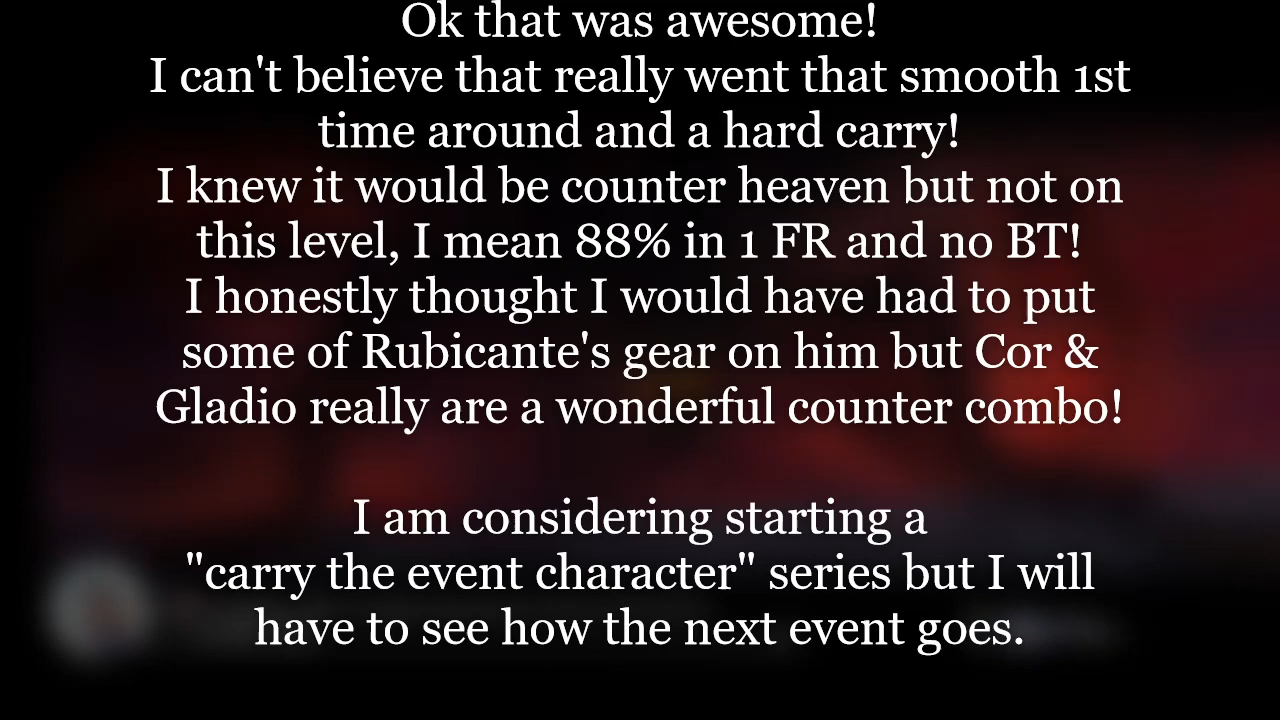 Ok that was awesome!
I can't believe that really went that smooth 1st
time around and a hard carry!
I knew it would be counter heaven but not on
this level, I mean 88% in 1 FR and no BT!
I honestly thought I would have had to put
some of Rubicante's gear on him but Cor &
Gladio really are a wonderful counter combo!
I am considering starting a
"carry the event character" series but I will
have to see how the next event goes.